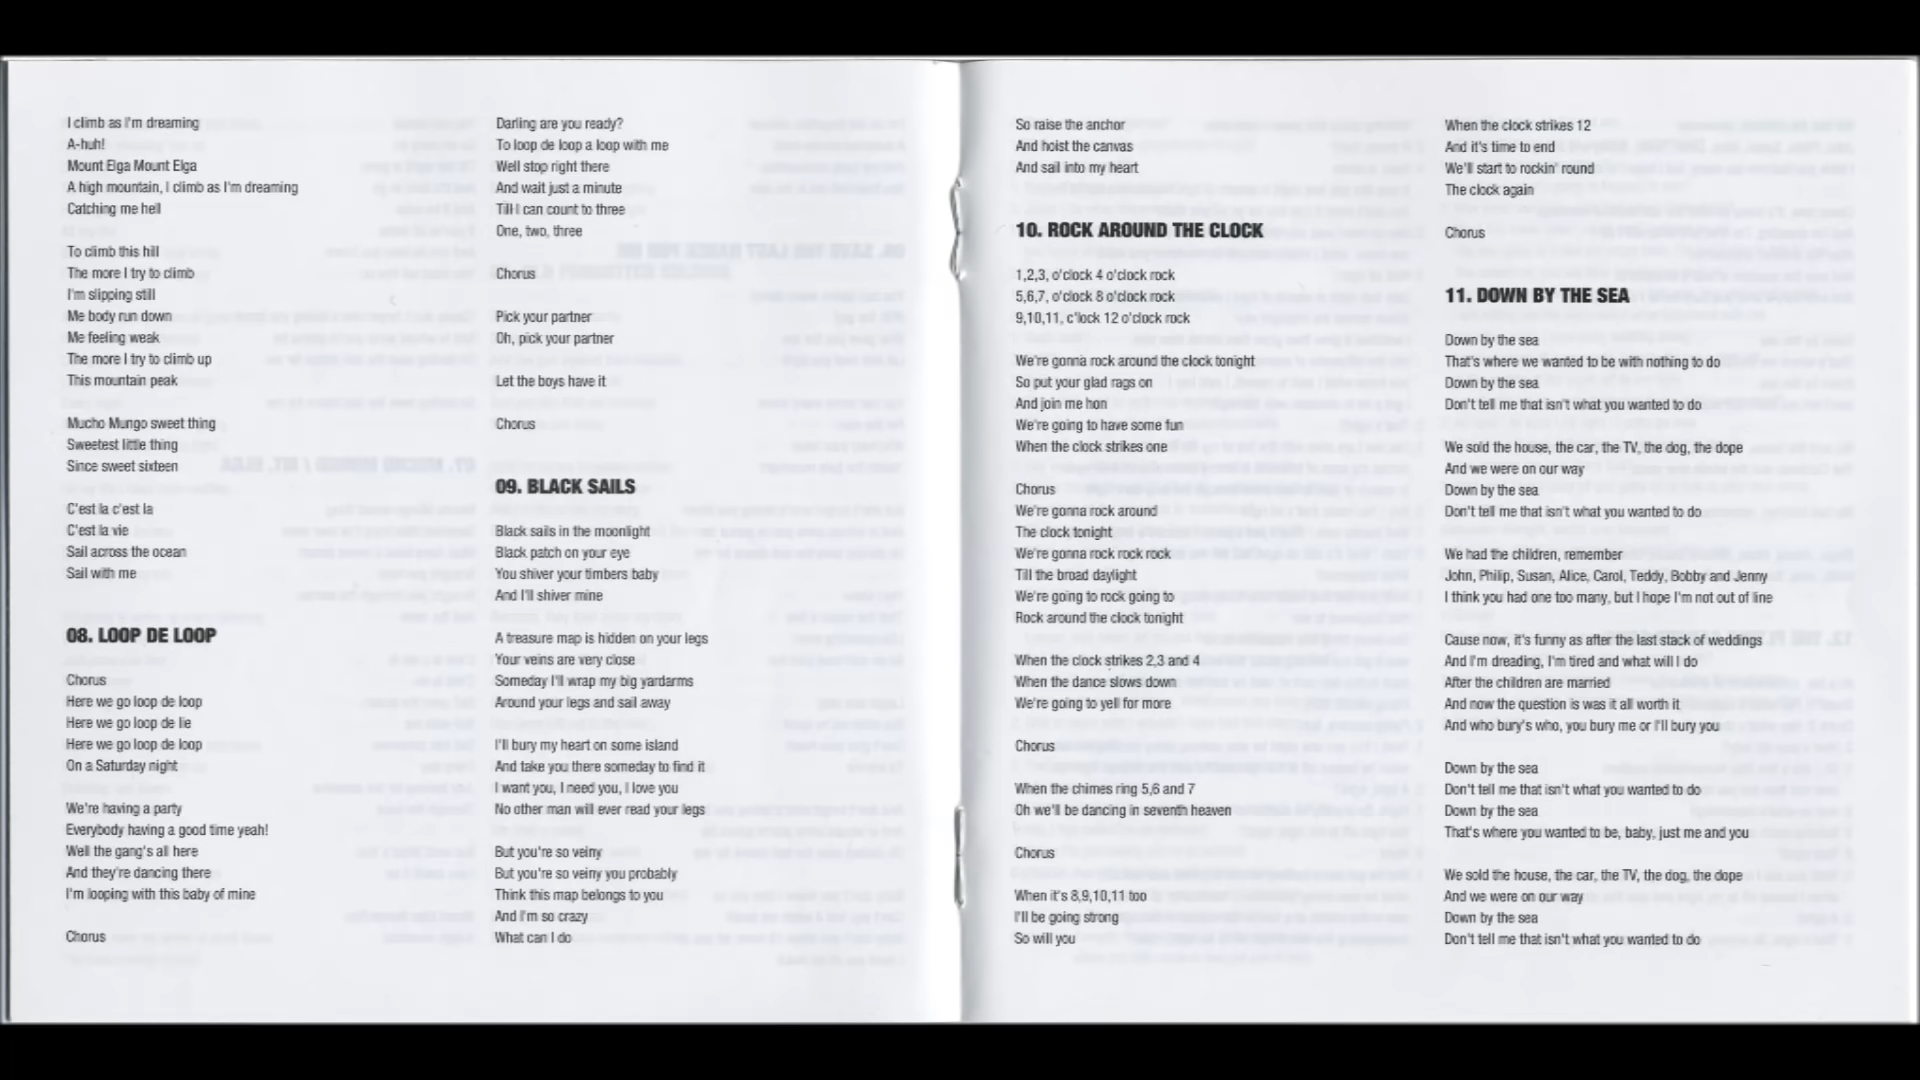 I climb as I'm dreaming
A-huh!
Mount Elga Mount Elga
A high mountain, I climb as I'm dreaming
Catching me hell
To climb this hill
The more I try to climb
I'm slipping still
Me body run down
Me feeling weak
The more I try to climb up
This mountain peak
Mucho Mungo sweet thing
Sweetest little thing
Since sweet sixteen
C'est la c'est la
C'est la vie
Sail across the ocean
Sail with me
08. LOOP DE LOOP
Chorus
Here we go loop de loop
Here we go loop de lie
Here we go loop de loop
On a Saturday night
We're having a party
Everybody having a good time yeah!
Well the gang's all here
And they're dancing there
I'm looping with this baby of mine
Chorus
Darling are you ready?
To loop de loop a loop with me
Well stop right there
And wait just a minute
Till I can count to three
One, two, three
Chorus
Pick your partner
Oh, pick your partner
Let the boys have it
Chorus
09. BLACK SAILS
Black sails in the moonlight
Black patch on your eye
You shiver your timbers baby
And I'll shiver mine
A treasure map is hidden on your legs
Your veins are very close
Someday I'll wrap my big yardarms
Around your legs and sail away
I'll bury my heart on some island
And take you there someday to find it
I want you, I need you, I love you
No other man will ever read your legs
But you're so veiny
But you're so veiny you probably
Think this map belongs to you
And I'm so crazy
What can I do
So raise the anchor
And hoist the canvas
And sail into my heart
10. ROCK AROUND THE CLOCK
1,2,3, o'clock 4 o'clock rock
5,6,7, o'clock 8 o'clock rock
9,10,11, c'lock 12 o'clock rock
We're gonna rock around the clock tonight
So put your glad rags on
And join me hon
We're going to have some fun
When the clock strikes one
Chorus
We're gonna rock around
The clock tonight
We're gonna rock rock rock
Till the broad daylight
We're going to rock going to
Rock around the clock tonight
When the clock strikes 2,3 and 4
When the dance slows down
We're going to yell for more
Chorus
When the chimes ring 5,6 and 7
Oh we'll be dancing in seventh heaven
Chorus
When it's 8,9,10,11 too
I'll be going strong
So will you
When the clock strikes 12
And it's time to end
We'll start to rockin' round
The clock again
Chorus
11. DOWN BY THE SEA
Down by the sea
That's where we wanted to be with nothing to do
Down by the sea
Don't tell me that isn't what you wanted to do
We sold the house, the car, the TV, the dog, the dope
And we were on our way
Down by the sea
Don't tell me that isn't what you wanted to do
We had the children, remember
John, Philip, Susan, Alice, Carol, Teddy, Bobby and Jenny
I think you had one too many, but I hope I'm not out of line
Cause now, it's funny as after the last stack of weddings
And I'm dreading, I'm tired and what will I do
After the children are married
And now the question is was it all worth it
And who bury's who, you bury me or I'll bury you
Down by the sea
Don't tell me that isn't what you wanted to do
Down by the sea
That's where you wanted to be, baby, just me and you
We sold the house, the car, the TV, the dog, the dope
And we were on our way
Down by the sea
Don't tell me that isn't what you wanted to do